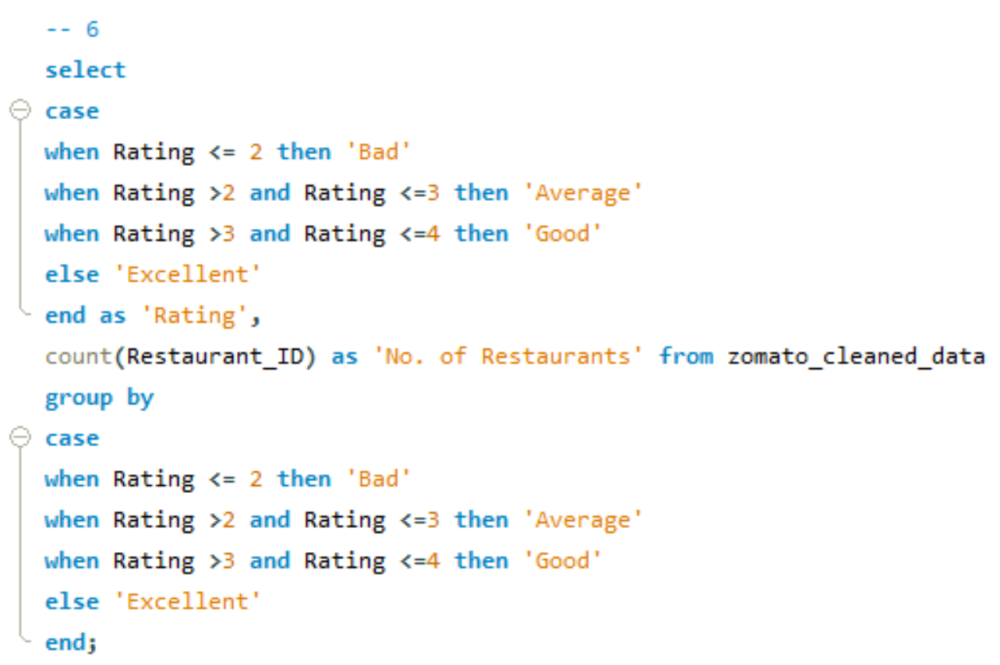 -- 6
select
case
when Rating <= 2 then 'Bad'
when Rating >2 and Rating <=3 then 'Average'
when Rating >3 and Rating <=4 then 'Good'
else 'Excellent'
end as 'Rating',
count(Restaurant_ID) as 'No. of Restaurants' from zomato_cleaned_data
group by
case
when Rating <= 2 then 'Bad'
when Rating >2 and Rating <=3 then 'Average'
when Rating >3 and Rating <=4 then 'Good'
else 'Excellent'
end;